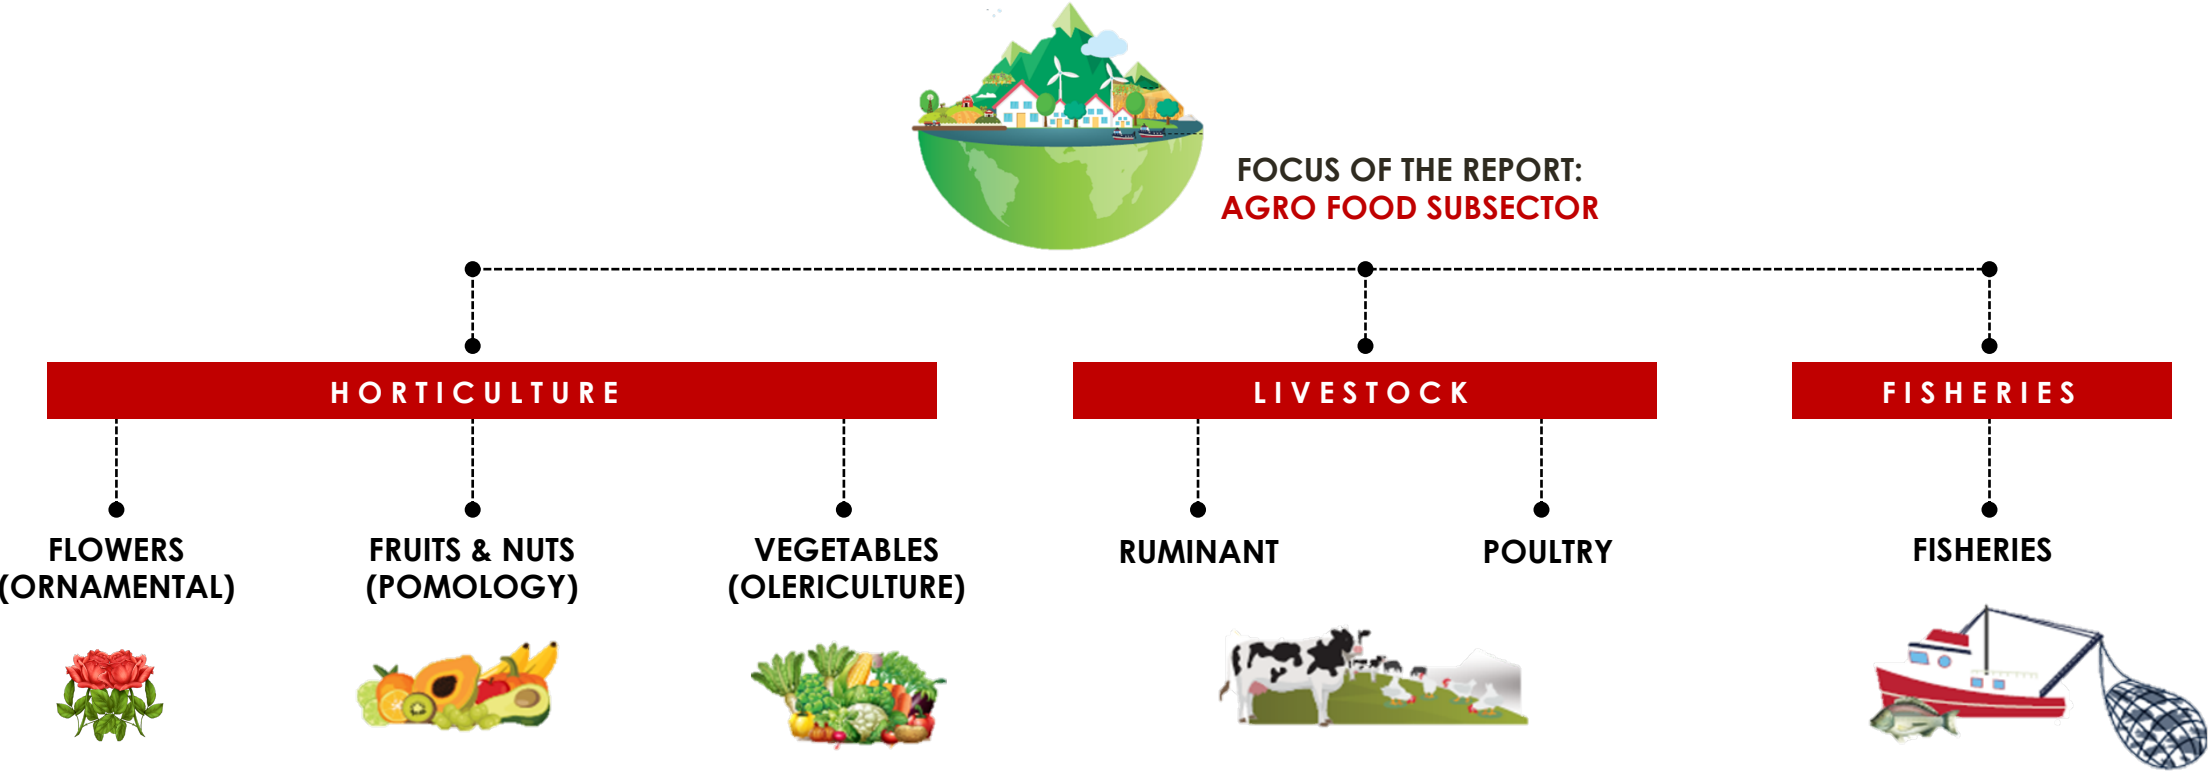 FOCUS OF THE REPORT:
AGRO FOOD SUBSECTOR
HORTICULTURE
LIVESTOCK
FISHERIES
FLOWERS
(ORNAMENTAL)
FRUITS & NUTS
(POMOLOGY)
VEGETABLES
(OLERICULTURE)
RUMINANT
POULTRY
FISHERIES